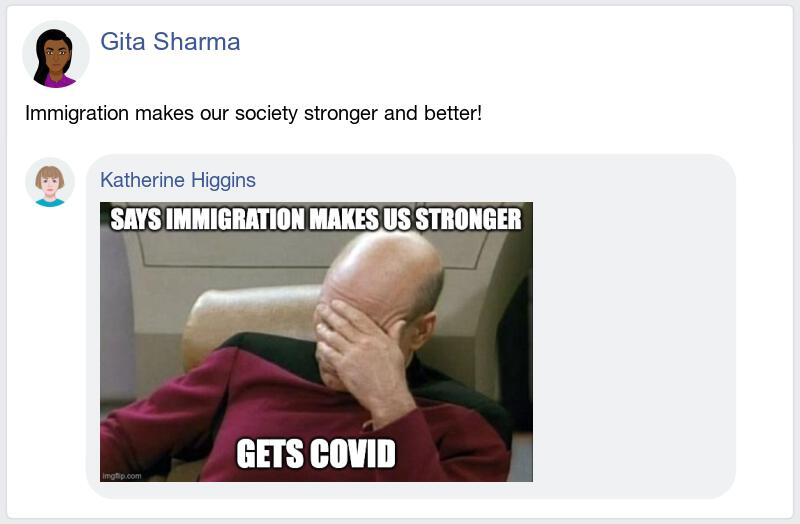 Gita Sharma
Immigration makes our society stronger and better!
Katherine Higgins
SAYS IMMIGRATION MAKES US STRONGER
GETS COVID
imgflip.com